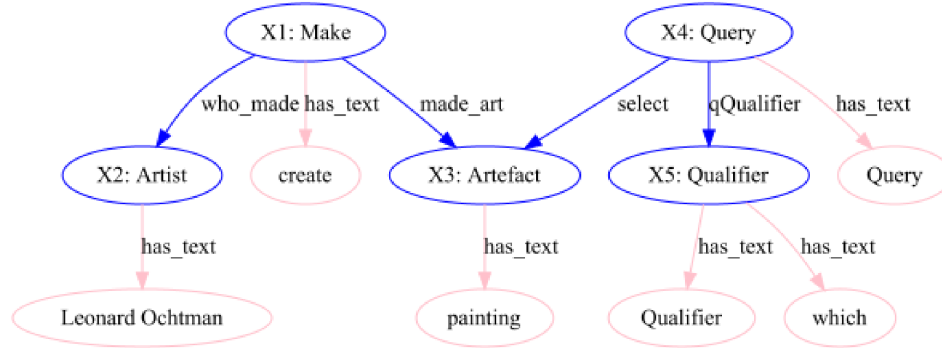 X1: Make X4: Query
who_made has_text made_art select qQualifier has_text
X2: Artist create X3: Artefact X5: Qualifier Query
has_text has_text has_text has_text
Leonard Ochtman painting Qualifier which